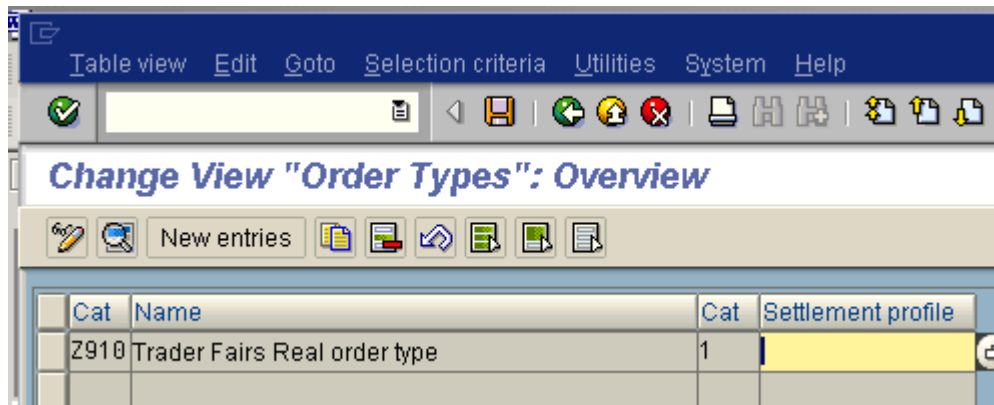 Table view Edit Goto Selection criteria Utilities System Help
Change View "Order Types": Overview
New entries
Cat Name Cat Settlement profile
Z910 Trader Fairs Real order type 1